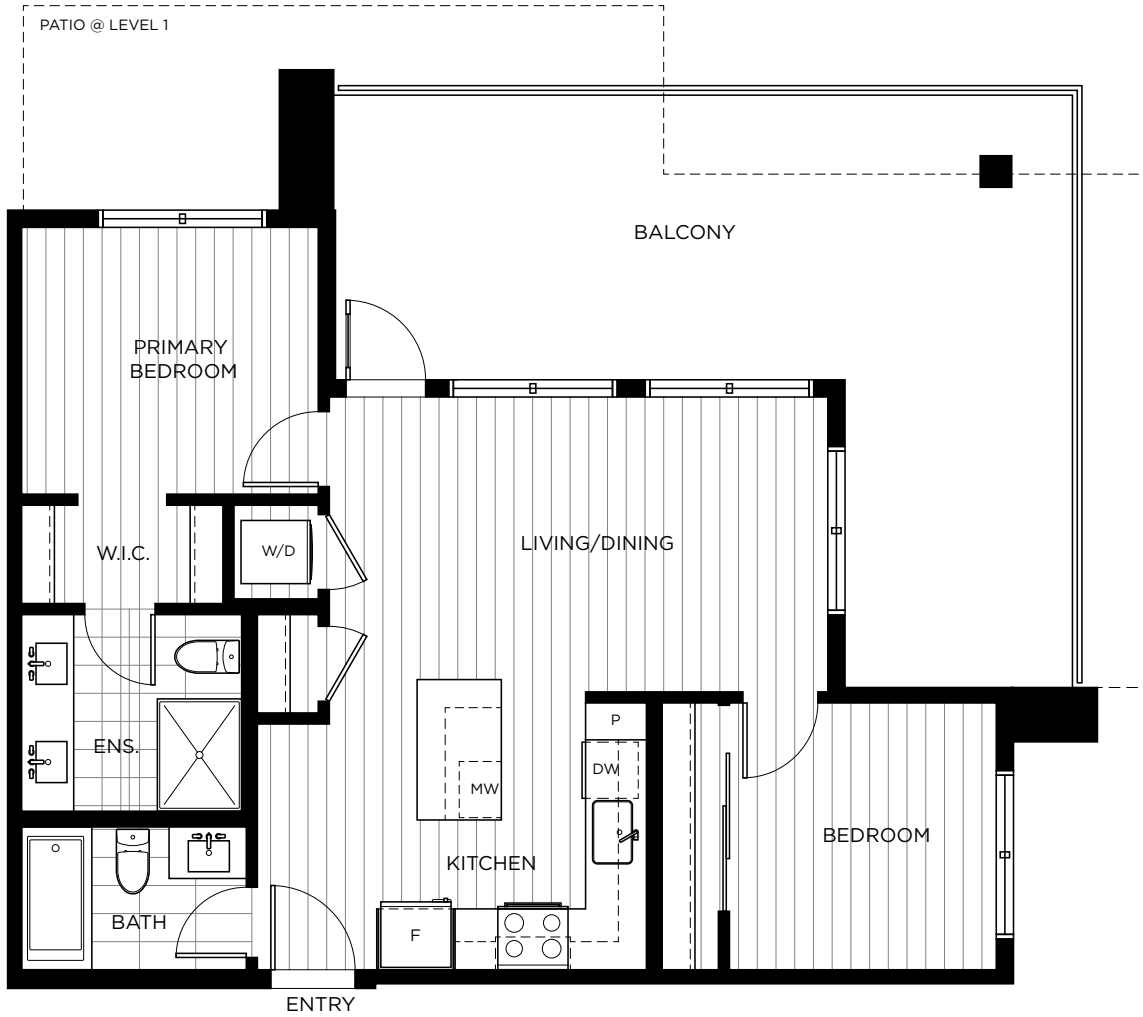 PATIO @ LEVEL 1
BALCONY
PRIMARY
BEDROOM
W.I.C.
W/D
LIVING/DINING
ENS.
P
DW
MW
KITCHEN
BEDROOM
BATH
F
ENTRY